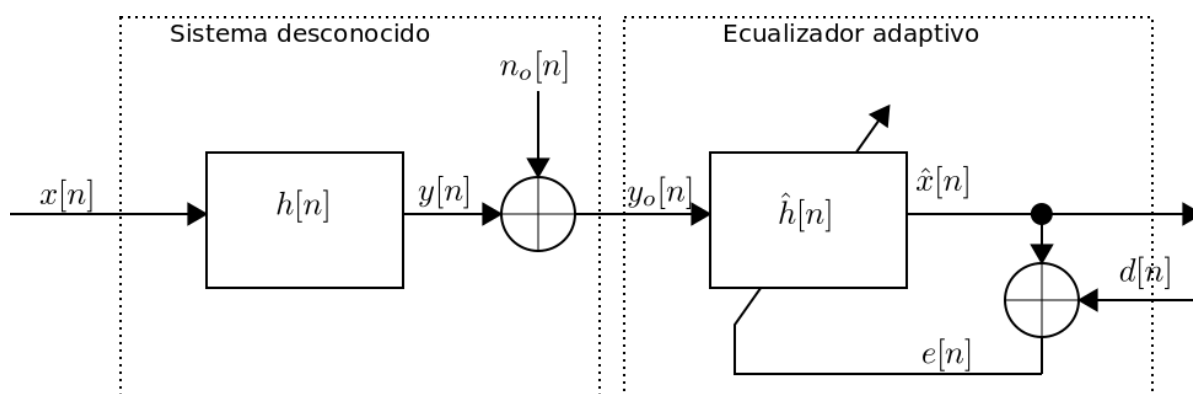 Sistema desconocido
Ecualizador adaptivo
n_o[n]
x[n]
h[n]
y[n]
y_o[n]
ĥ[n]
x̂[n]
d[n]
e[n]